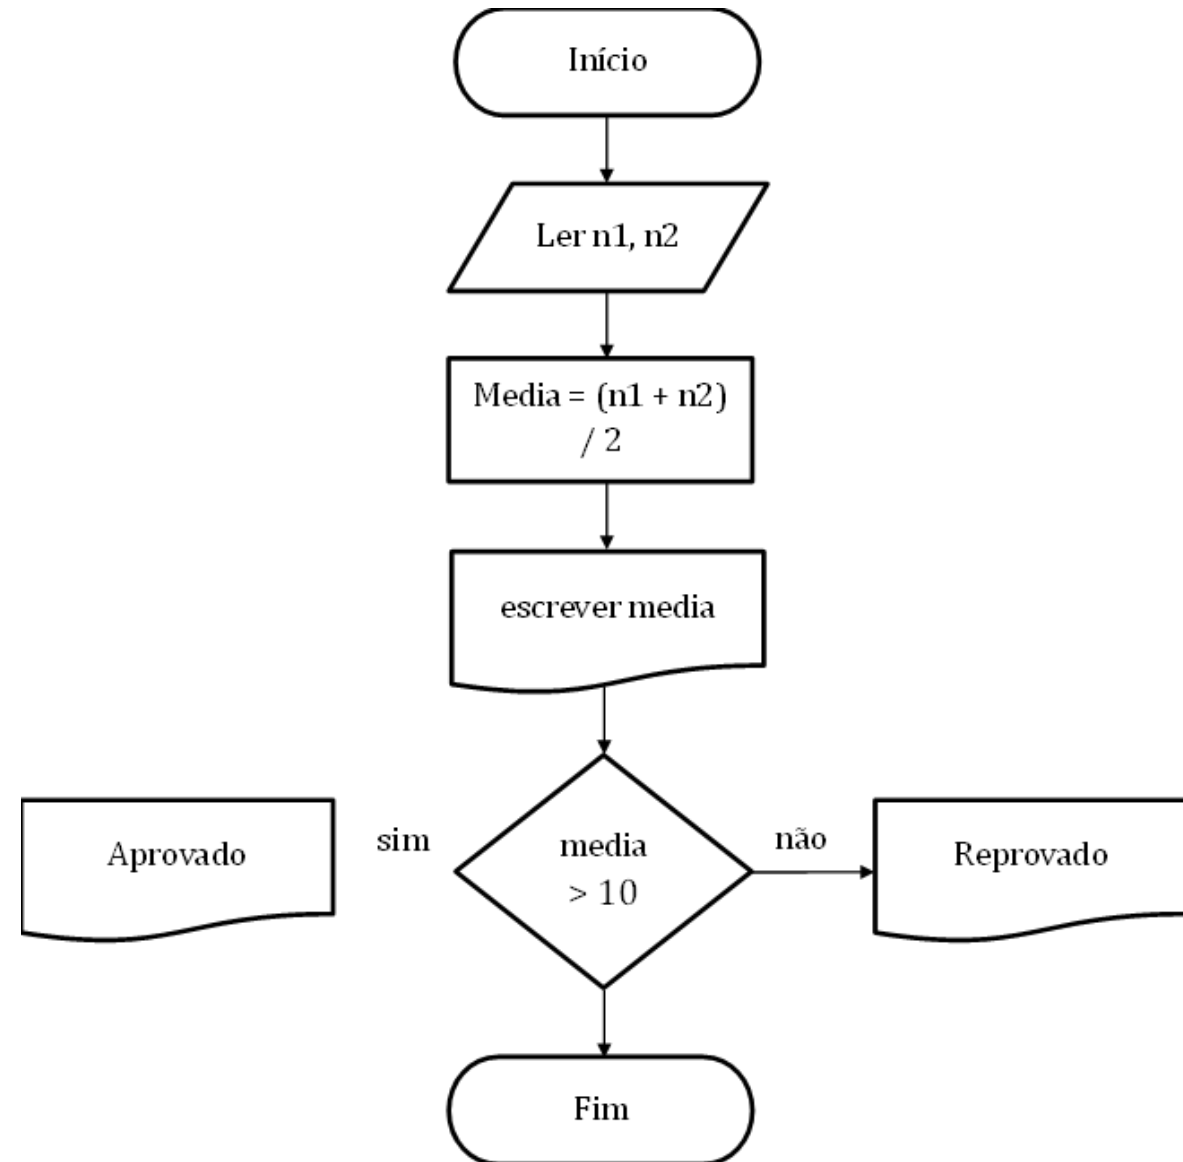 Início
Ler n1, n2
Media = (n1 + n2)
/ 2
escrever media
Aprovado
sim
media
> 10
não
Reprovado
Fim